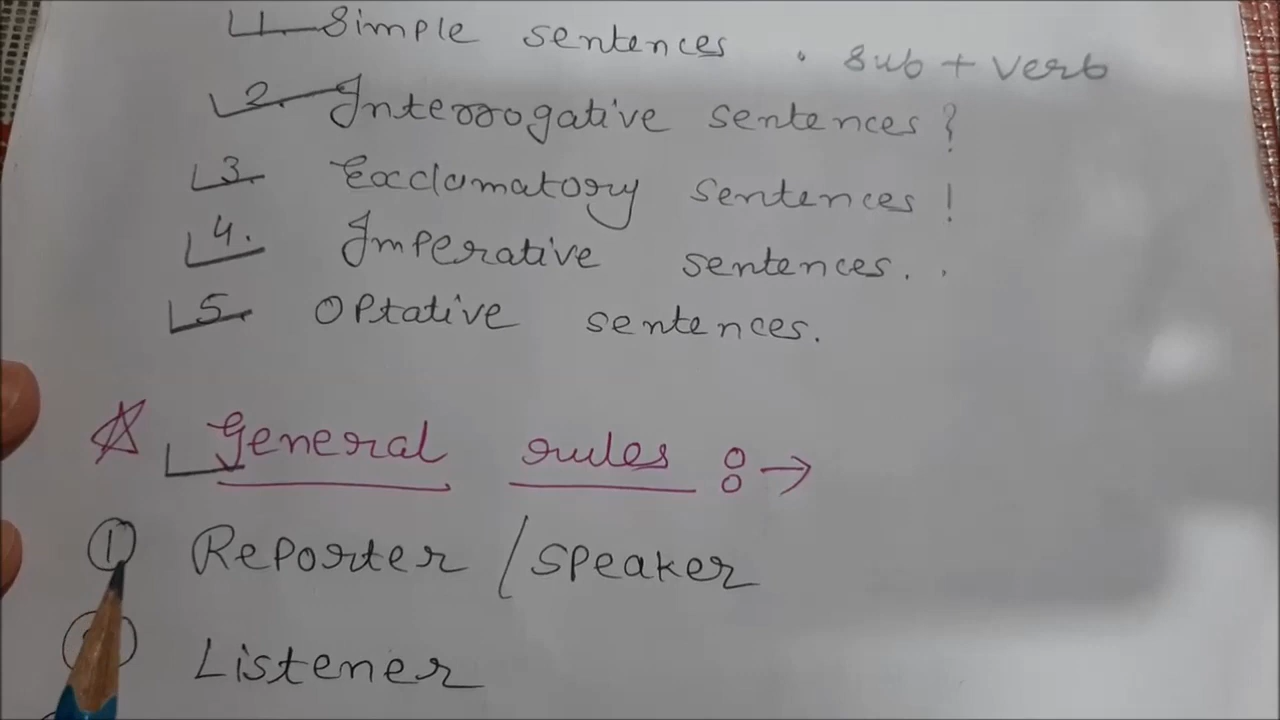 1. Simple sentences . sub + verb
2. Interrogative sentences ?
3. Exclamatory sentences !
4. Imperative sentences. .
5. Optative sentences.
☆ General rules :→
① Reporter / speaker
Listener